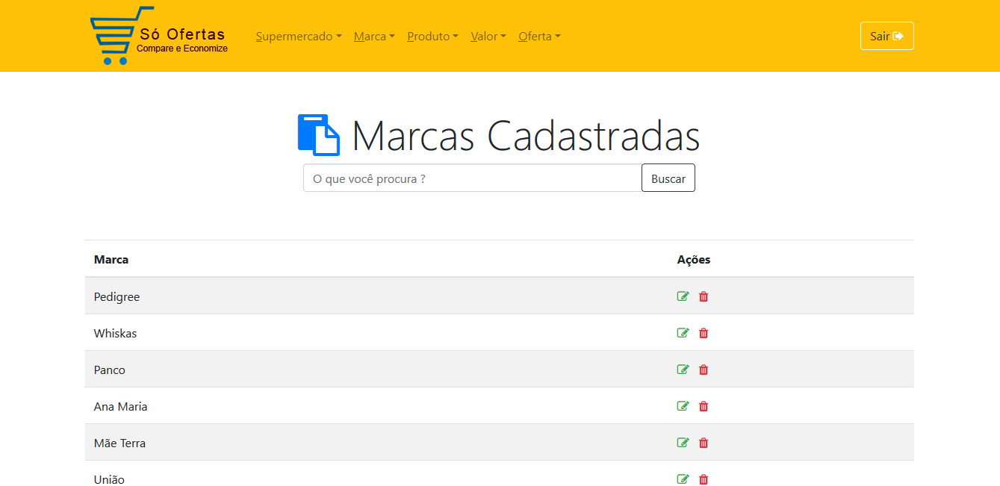 Só Ofertas
Compare e Economize
Supermercado Marca Produto Valor Oferta
Sair
Marcas Cadastradas
O que você procura ?
Buscar
Marca Ações
Pedigree
Whiskas
Panco
Ana Maria
Mãe Terra
União